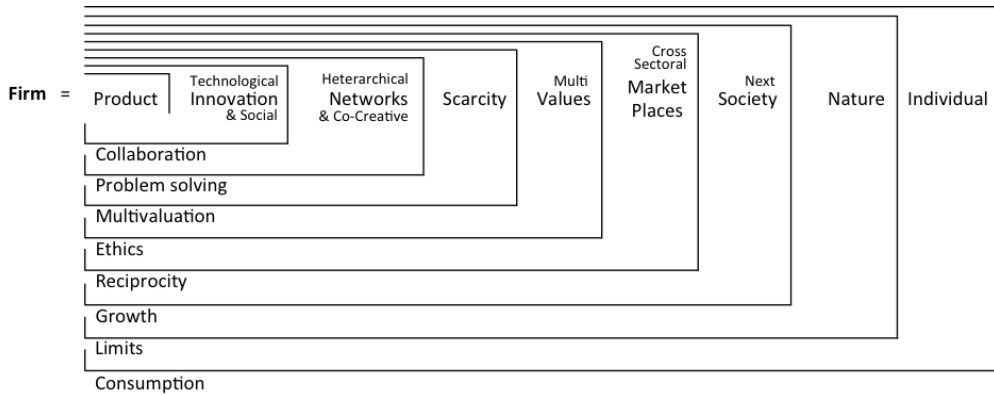 Firm =
Product
Technological
Innovation
& Social
Heterarchical
Networks
& Co-Creative
Scarcity
Multi
Values
Cross
Sectoral
Market
Places
Next
Society
Nature
Individual
Collaboration
Problem solving
Multivaluation
Ethics
Reciprocity
Growth
Limits
Consumption